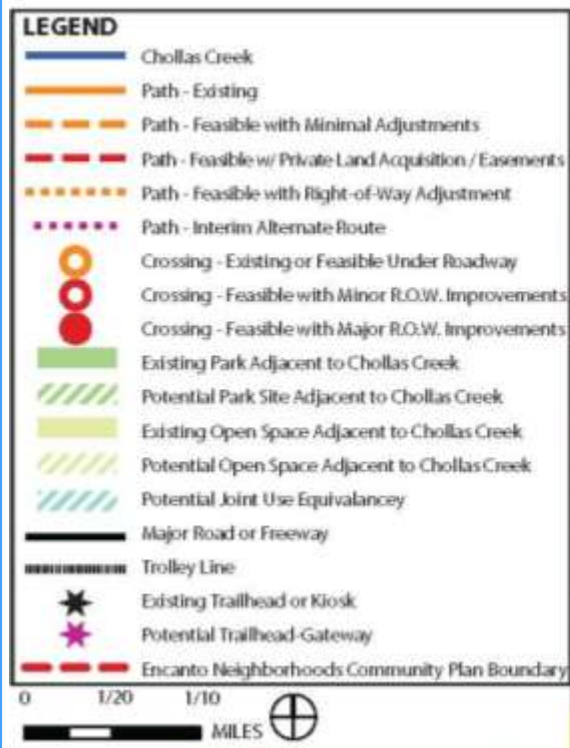 LEGEND
Chollas Creek
Path - Existing
Path - Feasible with Minimal Adjustments
Path - Feasible w/ Private Land Acquisition / Easements
Path - Feasible with Right-of-Way Adjustment
Path - Interim Alternate Route
Crossing - Existing or Feasible Under Roadway
Crossing - Feasible with Minor R.O.W. Improvements
Crossing - Feasible with Major R.O.W. Improvements
Existing Park Adjacent to Chollas Creek
Potential Park Site Adjacent to Chollas Creek
Existing Open Space Adjacent to Chollas Creek
Potential Open Space Adjacent to Chollas Creek
Potential Joint Use Equivalancey
Major Road or Freeway
Trolley Line
Existing Trailhead or Kiosk
Potential Trailhead-Gateway
Encanto Neighborhoods Community Plan Boundary
0 1/20 1/10
MILES